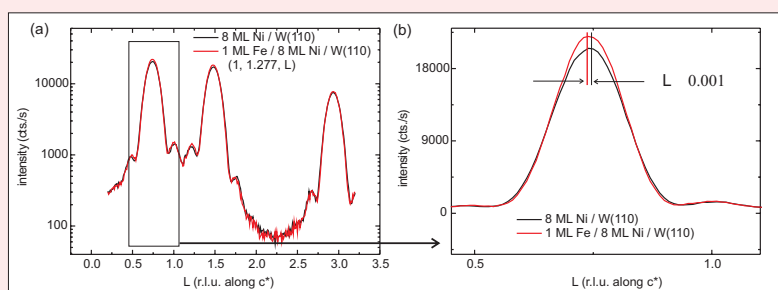 (a)
8 ML Ni / W(110)
1 ML Fe / 8 ML Ni / W(110)
(1, 1.277, L)
intensity (cts./s)
10000
1000
100
0.0 0.5 1.0 1.5 2.0 2.5 3.0 3.5
L (r.l.u. along c*)
(b)
L 0.001
intensity (cts./s)
18000
9000
0
8 ML Ni / W(110)
1 ML Fe / 8 ML Ni / W(110)
0.5 1.0
L (r.l.u. along c*)